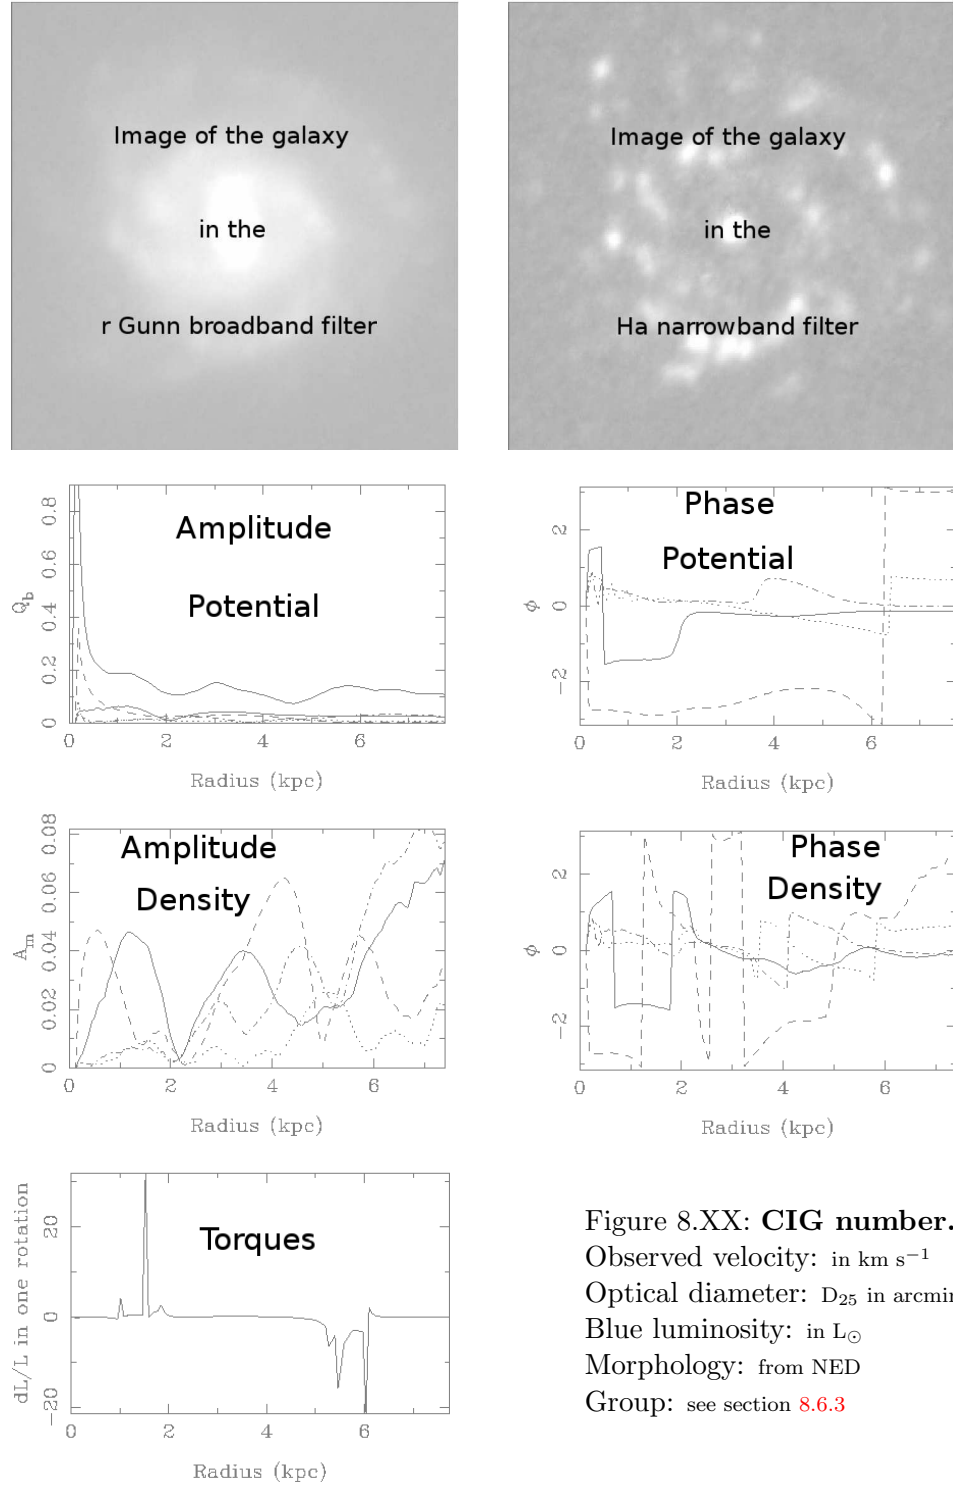 Image of the galaxy
in the
r Gunn broadband filter
Image of the galaxy
in the
Ha narrowband filter
Amplitude
Potential
Q_b
0 0.2 0.4 0.6 0.8
0 2 4 6
Radius (kpc)
Phase
Potential
ϕ
−2 0 2
0 2 4 6
Radius (kpc)
Amplitude
Density
A_m
0 0.02 0.04 0.06 0.08
0 2 4 6
Radius (kpc)
Phase
Density
ϕ
−2 0 2
0 2 4 6
Radius (kpc)
Torques
dL/L in one rotation
−20 0 20
0 2 4 6
Radius (kpc)
Figure 8.XX: CIG number.
Observed velocity: in km s⁻¹
Optical diameter: D₂₅ in arcmin
Blue luminosity: in L☉
Morphology: from NED
Group: see section 8.6.3